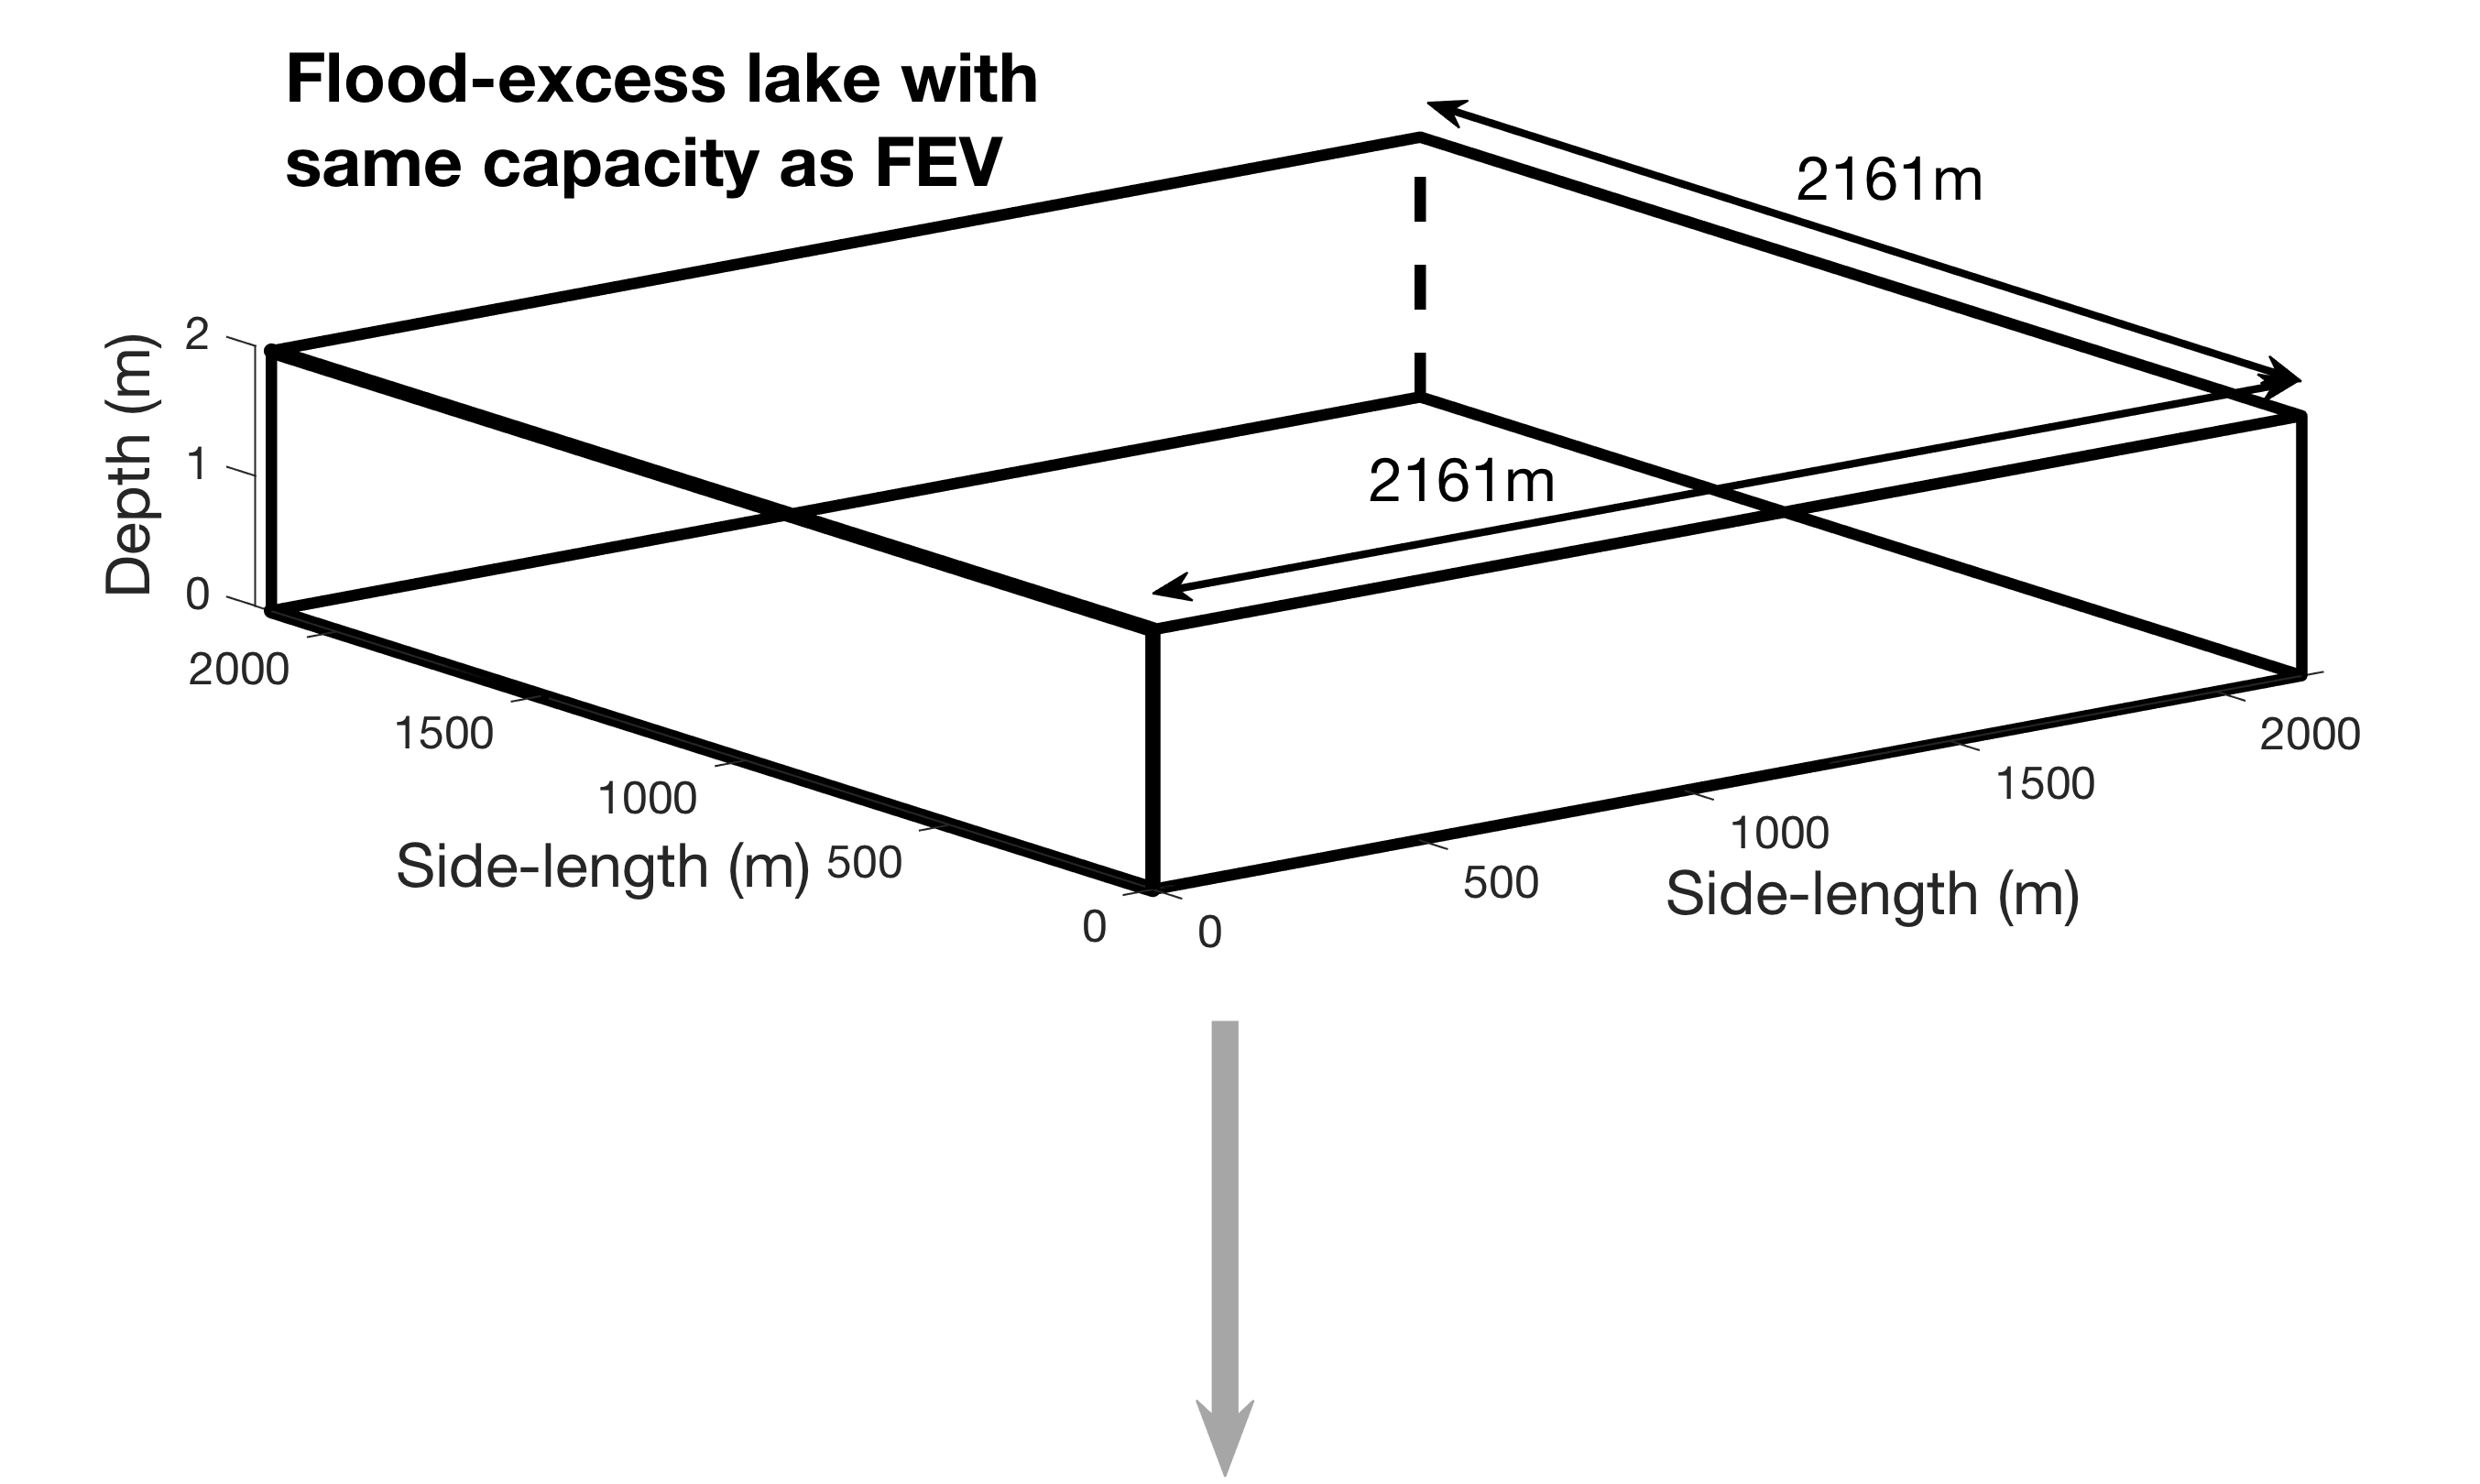 Flood-excess lake with
same capacity as FEV
2161m
2161m
Depth (m)
2
1
0
2000
1500
1000
500
0
Side-length (m)
0
500
1000
1500
2000
Side-length (m)